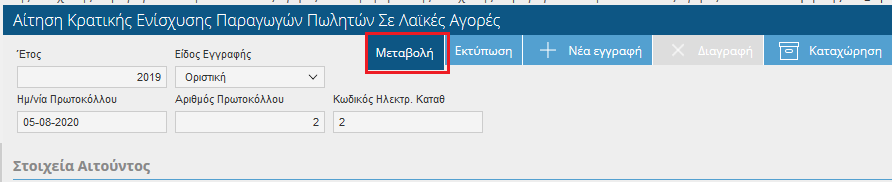 Αίτηση Κρατικής Ενίσχυσης Παραγωγών Πωλητών Σε Λαϊκές Αγορές
Έτος Είδος Εγγραφής Μεταβολή Εκτύπωση Νέα εγγραφή Διαγραφή Καταχώρηση
2019 Οριστική
Ημ/νία Πρωτοκόλλου Αριθμός Πρωτοκόλλου Κωδικός Ηλεκτρ. Καταθ
05-08-2020 2 2
Στοιχεία Αιτούντος